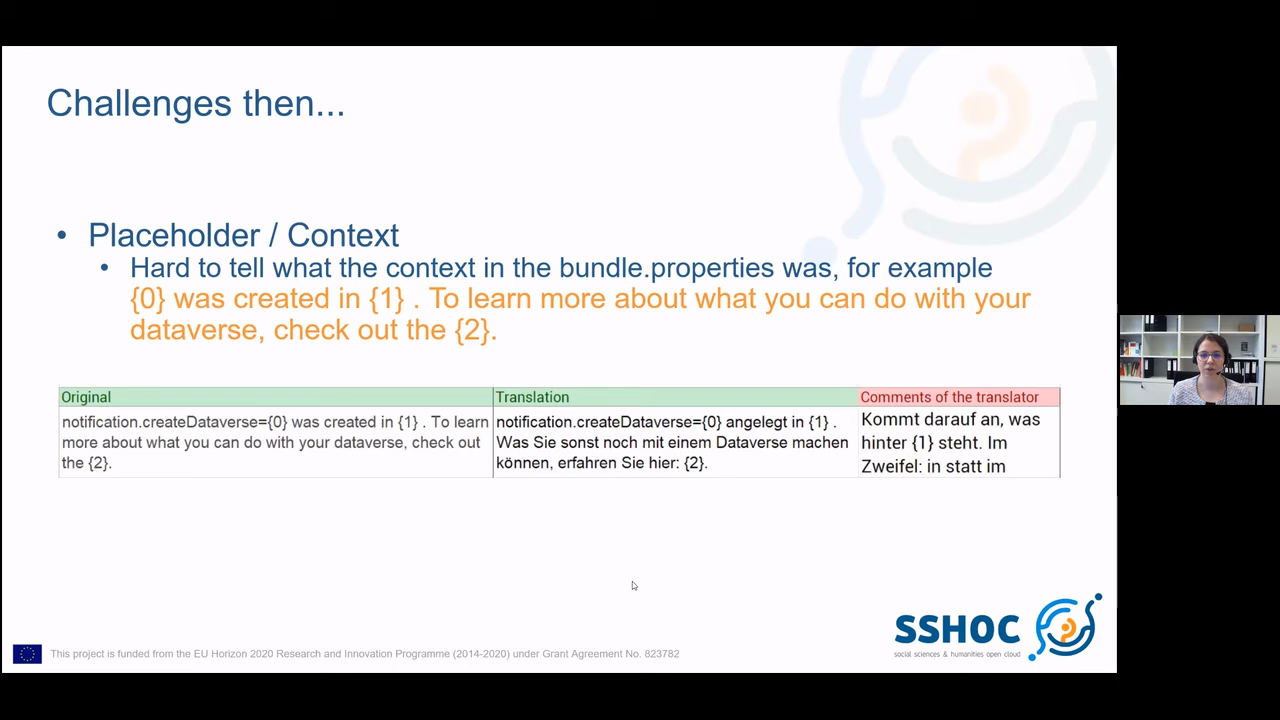 Challenges then...
• Placeholder / Context
• Hard to tell what the context in the bundle.properties was, for example
{0} was created in {1} . To learn more about what you can do with your
dataverse, check out the {2}.
Original
Translation
Comments of the translator
notification.createDataverse={0} was created in {1} . To learn
more about what you can do with your dataverse, check out
the {2}.
notification.createDataverse={0} angelegt in {1} .
Was Sie sonst noch mit einem Dataverse machen
können, erfahren Sie hier: {2}.
Kommt darauf an, was
hinter {1} steht. Im
Zweifel: in statt im
SSHOC
social sciences & humanities open cloud
This project is funded from the EU Horizon 2020 Research and Innovation Programme (2014-2020) under Grant Agreement No. 823782